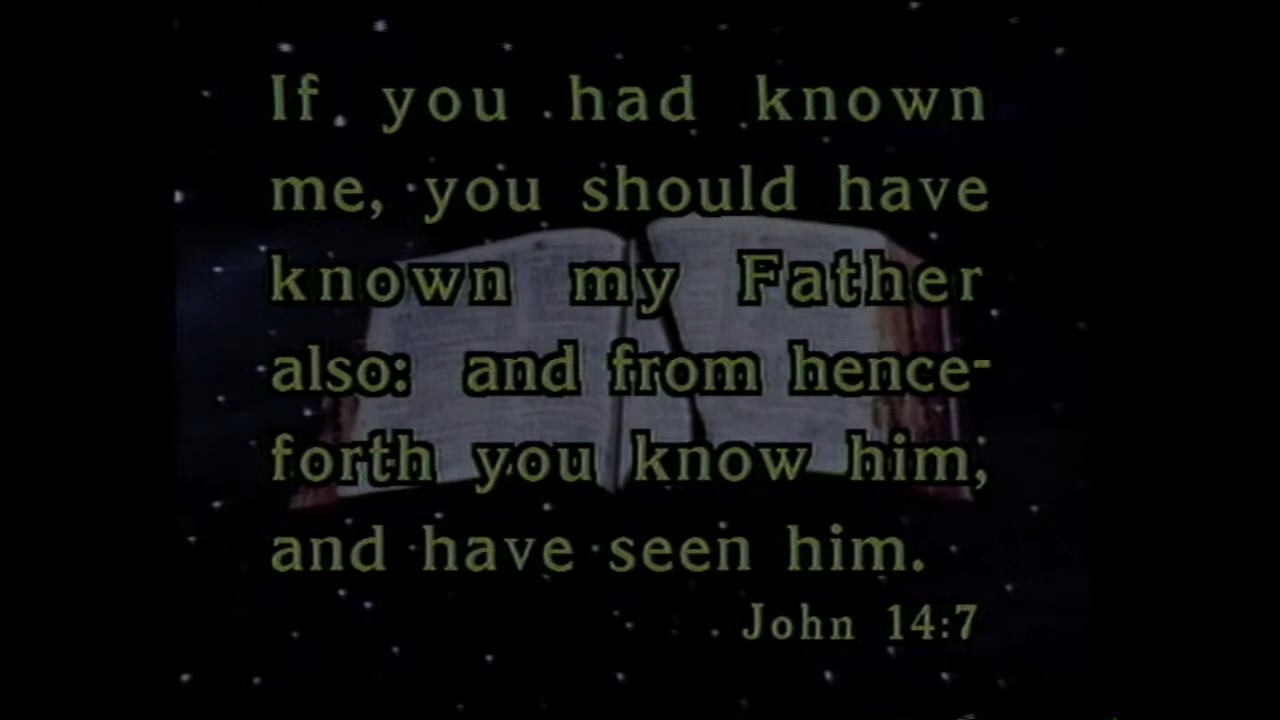 If you had known
me, you should have
known my Father
also: and from hence-
forth you know him,
and have seen him.
John 14:7